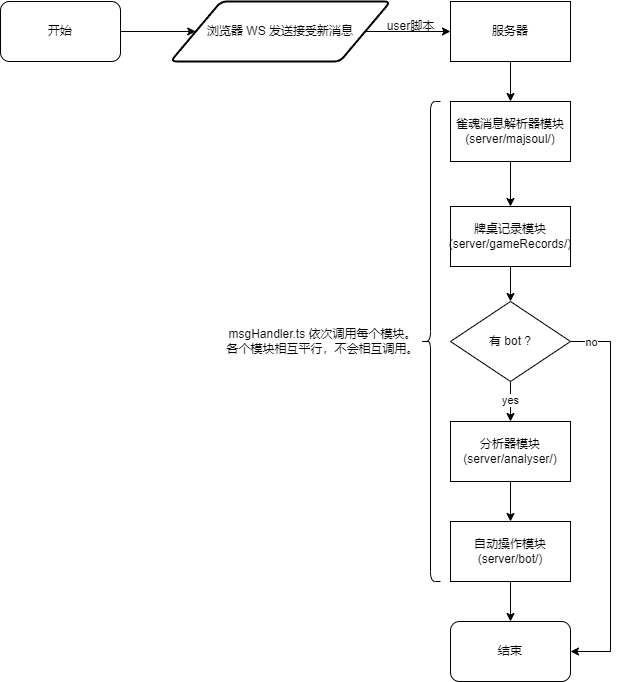 开始
浏览器 WS 发送接受新消息
user脚本
服务器
雀魂消息解析器模块
(server/majsoul/)
牌桌记录模块
(server/gameRecords/)
msgHandler.ts 依次调用每个模块。
各个模块相互平行，不会相互调用。
有 bot ?
no
yes
分析器模块
(server/analyser/)
自动操作模块
(server/bot/)
结束